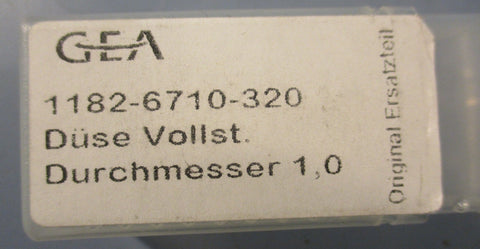 GEA
1182-6710-320
Düse Vollst.
Durchmesser 1,0
Original Ersatzteil